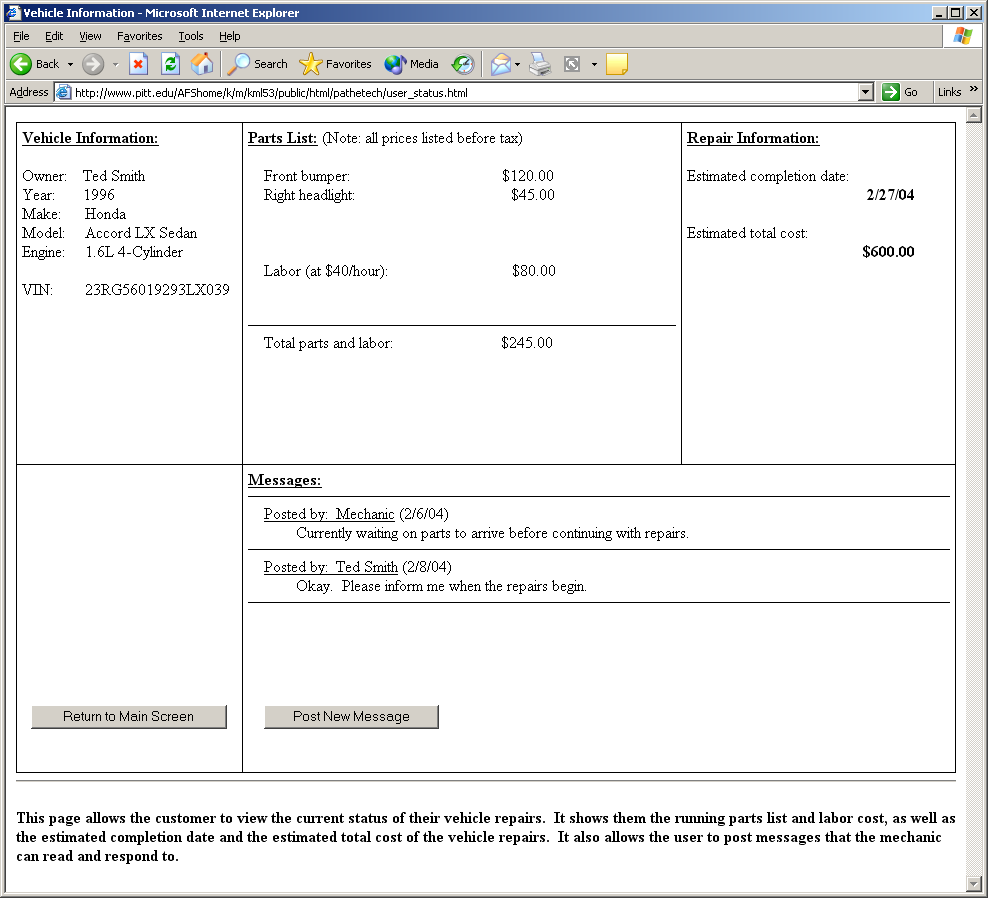 Vehicle Information - Microsoft Internet Explorer
File Edit View Favorites Tools Help
Back Search Favorites Media
Address http://www.pitt.edu/AFShome/k/m/kml53/public/html/pathetech/user_status.html Go Links »
Vehicle Information:
Owner: Ted Smith
Year: 1996
Make: Honda
Model: Accord LX Sedan
Engine: 1.6L 4-Cylinder
VIN: 23RG56019293LX039
Parts List: (Note: all prices listed before tax)
Front bumper: $120.00
Right headlight: $45.00
Labor (at $40/hour): $80.00
Total parts and labor: $245.00
Repair Information:
Estimated completion date:
2/27/04
Estimated total cost:
$600.00
Messages:
Posted by: Mechanic (2/6/04)
Currently waiting on parts to arrive before continuing with repairs.
Posted by: Ted Smith (2/8/04)
Okay. Please inform me when the repairs begin.
Return to Main Screen
Post New Message
This page allows the customer to view the current status of their vehicle repairs. It shows them the running parts list and labor cost, as well as
the estimated completion date and the estimated total cost of the vehicle repairs. It also allows the user to post messages that the mechanic
can read and respond to.